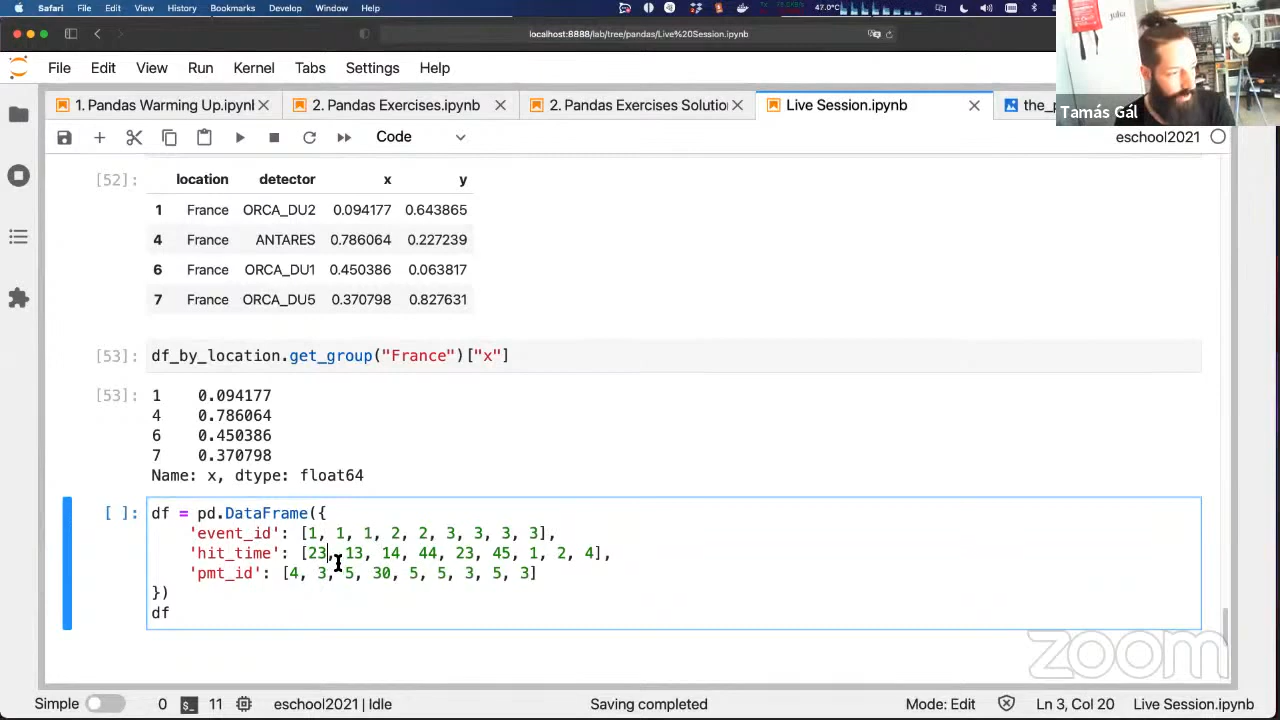 Safari File Edit View History Bookmarks Develop Window Help
47.0°C
localhost:8888/lab/tree/pandas/Live%20Session.ipynb
julia
File Edit View Run Kernel Tabs Settings Help
Tamás Gál
1. Pandas Warming Up.ipynl
2. Pandas Exercises.ipynb
2. Pandas Exercises Solutio
Live Session.ipynb
the_p
Code
eschool2021
[52]:
location detector x y
1 France ORCA_DU2 0.094177 0.643865
4 France ANTARES 0.786064 0.227239
6 France ORCA_DU1 0.450386 0.063817
7 France ORCA_DU5 0.370798 0.827631
[53]: df_by_location.get_group("France")["x"]
[53]: 1 0.094177
4 0.786064
6 0.450386
7 0.370798
Name: x, dtype: float64
[ ]: df = pd.DataFrame({
'event_id': [1, 1, 1, 2, 2, 3, 3, 3, 3],
'hit_time': [23, 13, 14, 44, 23, 45, 1, 2, 4],
'pmt_id': [4, 3, 5, 30, 5, 5, 3, 5, 3]
})
df
zoom
Simple 0 11 eschool2021 | Idle Saving completed Mode: Edit Ln 3, Col 20 Live Session.ipynb